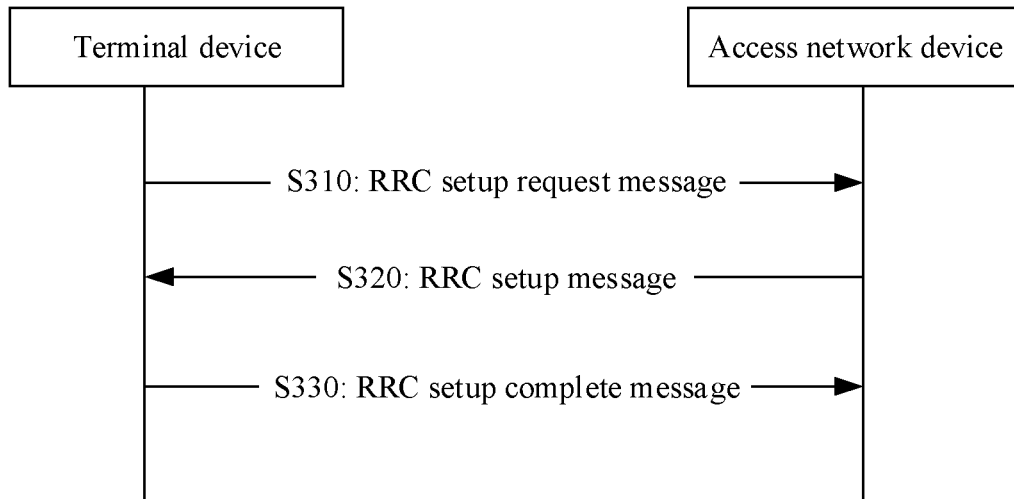 Terminal device
Access network device
S310: RRC setup request message
S320: RRC setup message
S330: RRC setup complete message